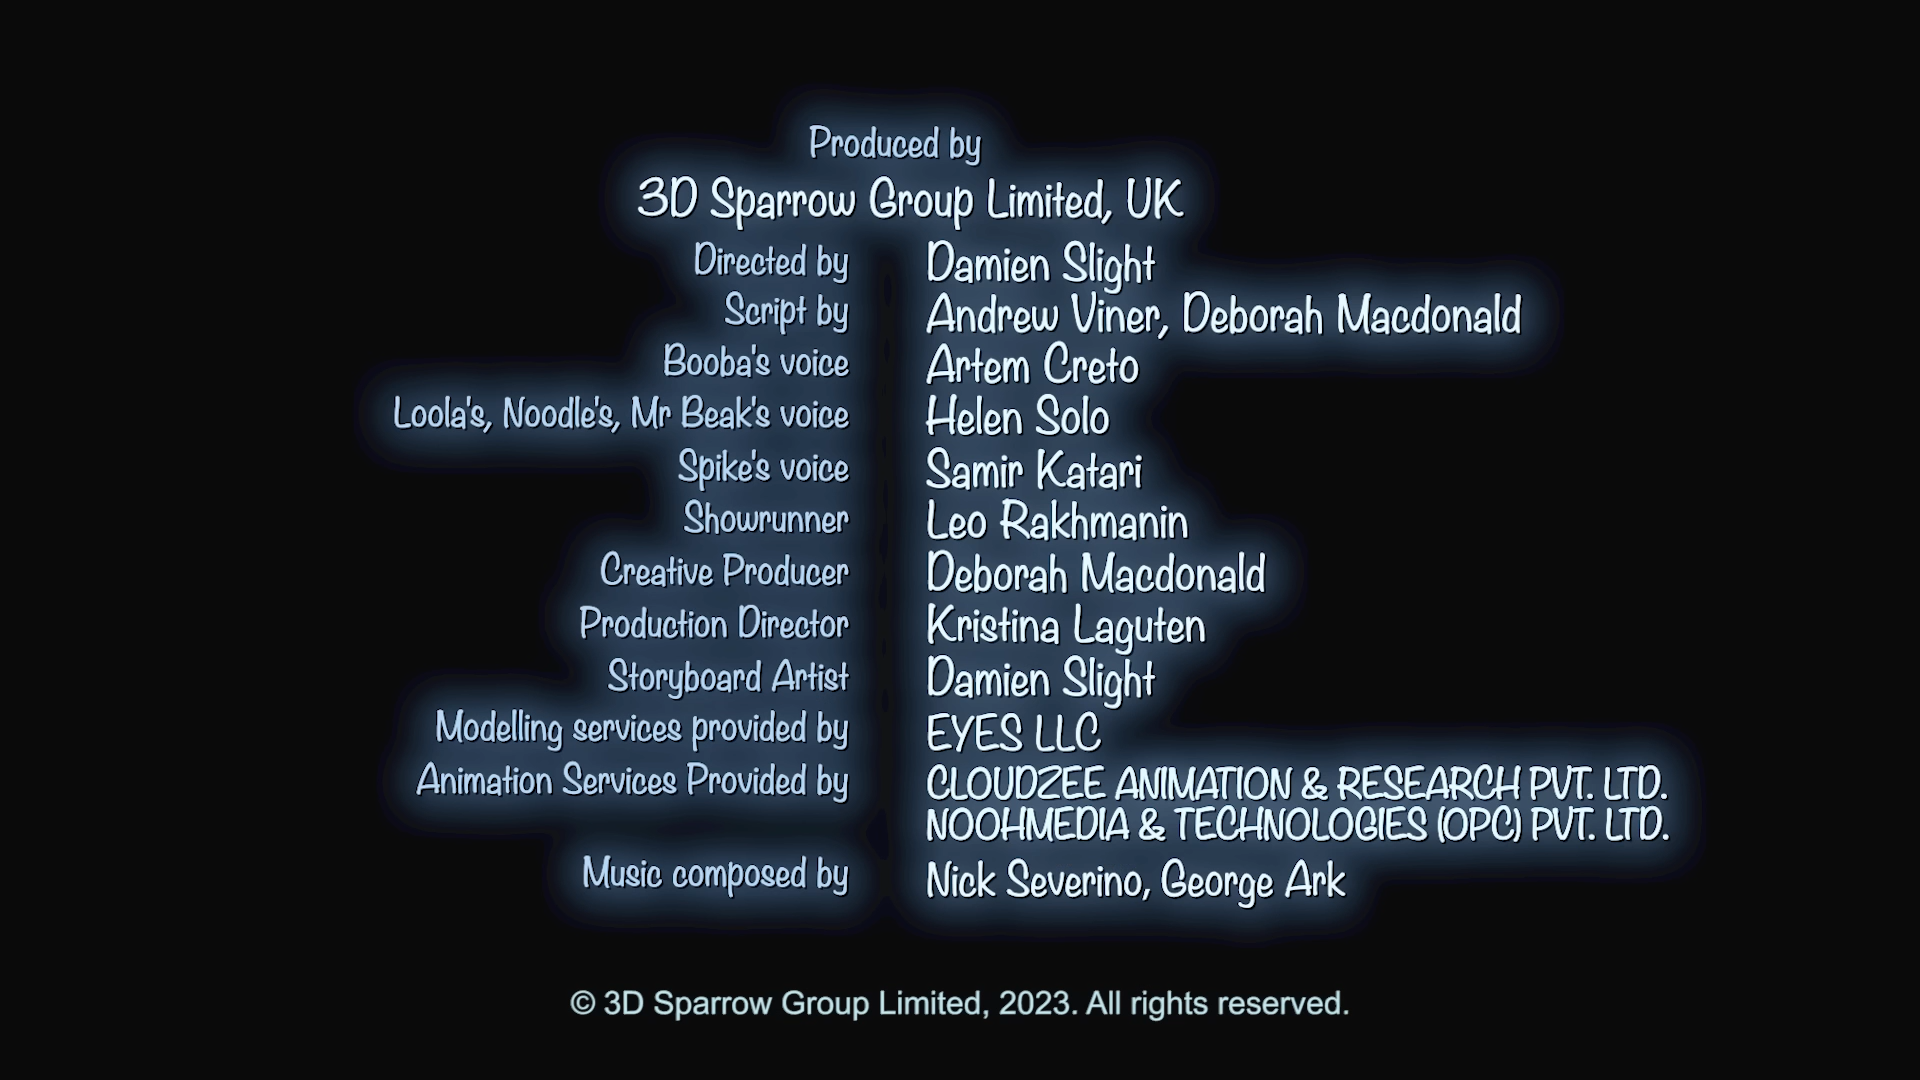 Produced by
3D Sparrow Group Limited, UK
Directed by Damien Slight
Script by Andrew Viner, Deborah Macdonald
Booba's voice Artem Creto
Loola's, Noodle's, Mr Beak's voice Helen Solo
Spike's voice Samir Katari
Showrunner Leo Rakhmanin
Creative Producer Deborah Macdonald
Production Director Kristina Laguten
Storyboard Artist Damien Slight
Modelling services provided by EYES LLC
Animation Services Provided by CLOUDZEE ANIMATION & RESEARCH PVT. LTD.
NOOHMEDIA & TECHNOLOGIES (OPC) PVT. LTD.
Music composed by Nick Severino, George Ark
© 3D Sparrow Group Limited, 2023. All rights reserved.